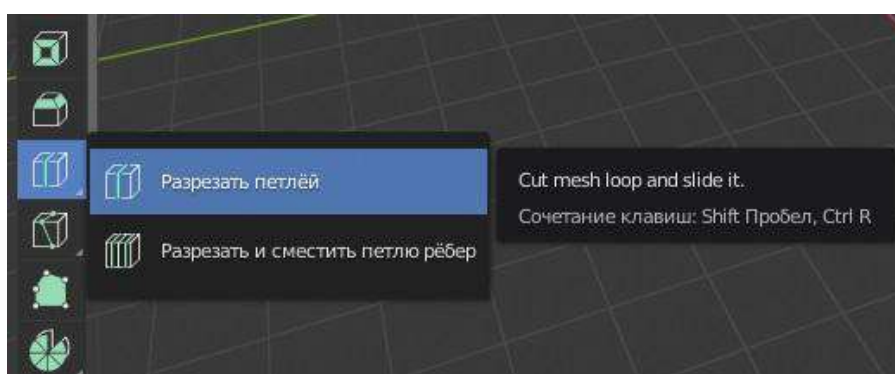 Разрезать петлёй
Cut mesh loop and slide it.
Сочетание клавиш: Shift Пробел, Ctrl R
Разрезать и сместить петлю рёбер